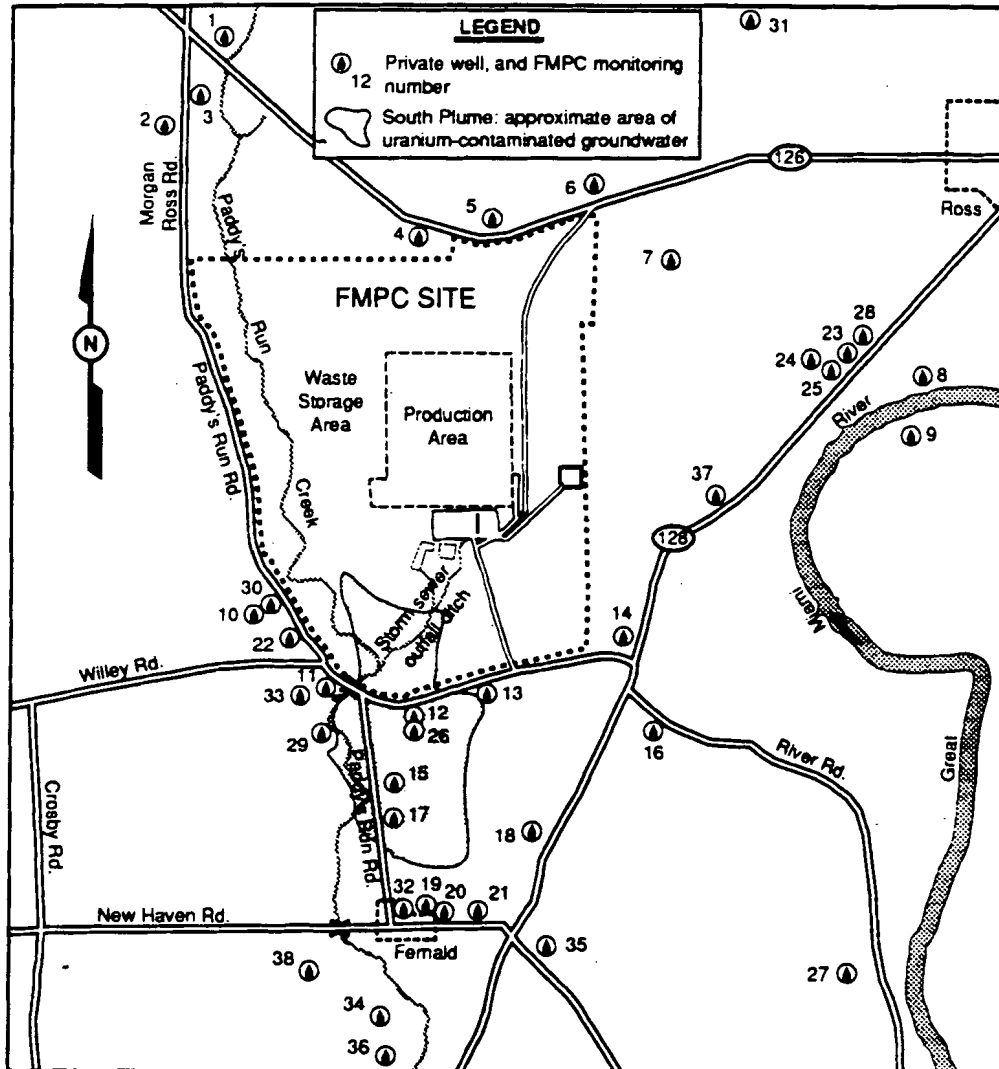 LEGEND
12
Private well, and FMPC monitoring
number
South Plume: approximate area of
uranium-contaminated groundwater
1
31
2
3
126
6
Morgan
Ross Rd.
Paddy's
Run
Creek
5
4
Ross
7
FMPC SITE
N
28
23
24
25
8
River
9
Waste
Storage
Area
Production
Area
Paddy's Run Rd.
37
128
Miami
Storm sewer
outfall ditch
30
10
22
14
Willey Rd.
11
33
13
12
26
29
16
River Rd.
Great
Crosby Rd.
15
17
Paddy's Run Rd.
18
32
19
20
21
New Haven Rd.
Fernald
35
38
27
34
36